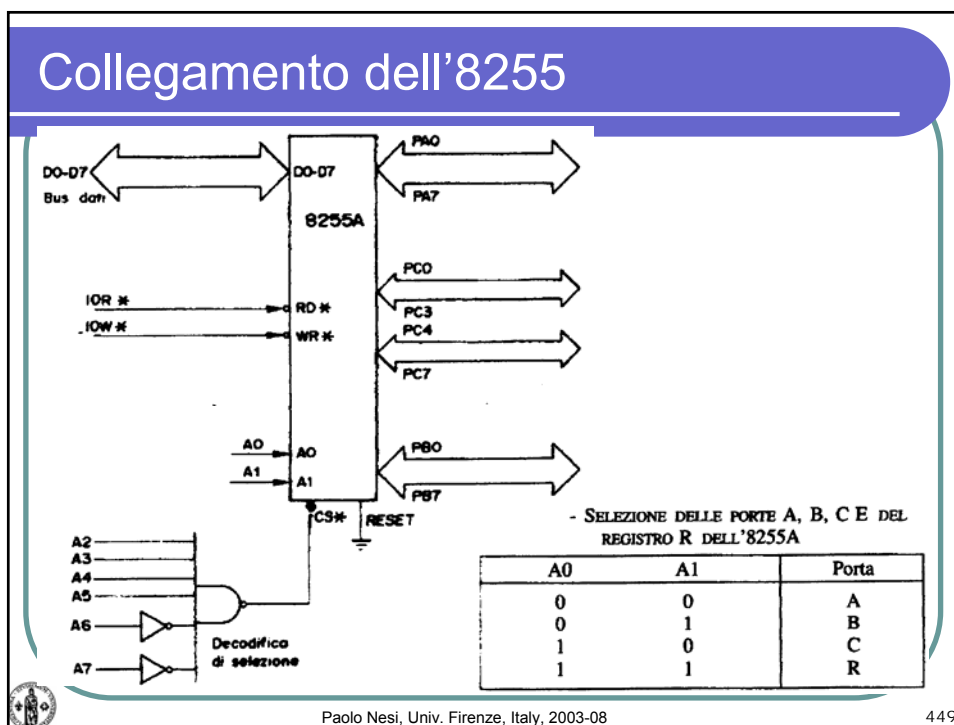 Collegamento dell'8255
D0-D7
Bus dati
D0-D7
8255A
PA0
PA7
PC0
PC3
PC4
PC7
IOR *
IOW *
RD *
WR *
A0
A0
A1
A1
PB0
PB7
CS*
RESET
A2
A3
A4
A5
A6
A7
Decodifica
di selezione
- SELEZIONE DELLE PORTE A, B, C E DEL
REGISTRO R DELL'8255A
A0 A1 Porta
0 0 A
0 1 B
1 0 C
1 1 R
Paolo Nesi, Univ. Firenze, Italy, 2003-08
449